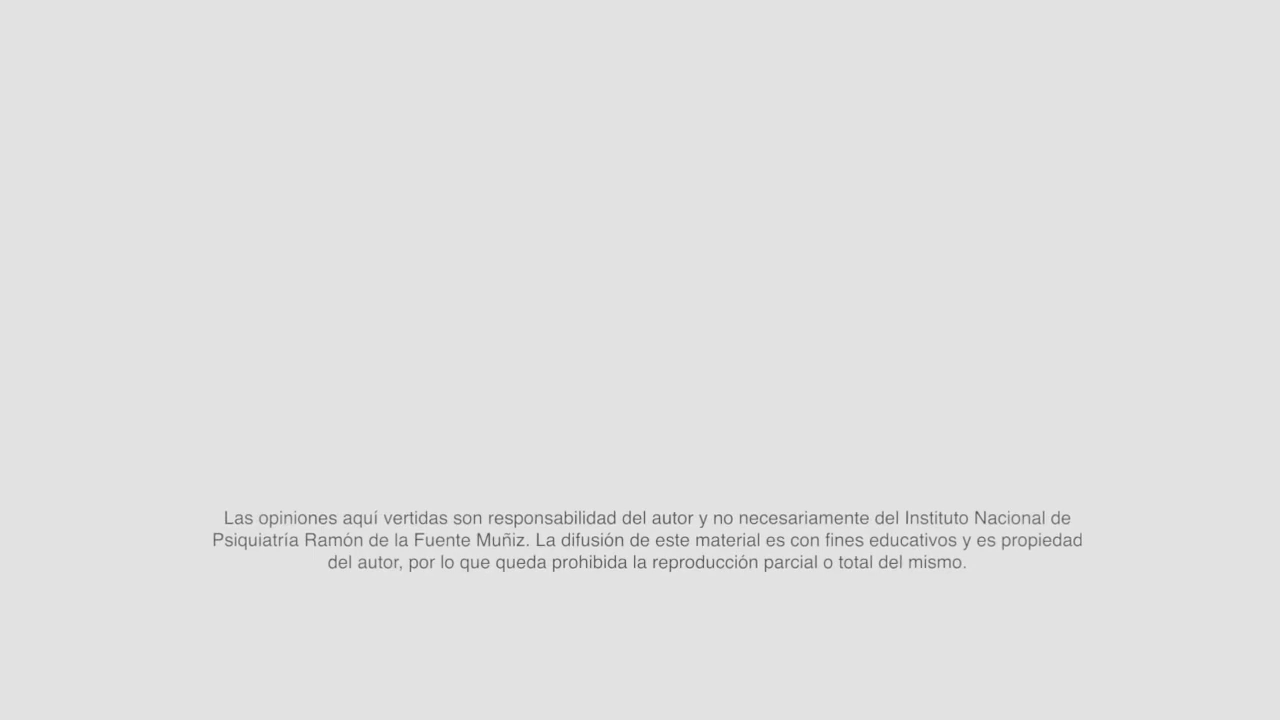 Las opiniones aquí vertidas son responsabilidad del autor y no necesariamente del Instituto Nacional de
Psiquiatría Ramón de la Fuente Muñiz. La difusión de este material es con fines educativos y es propiedad
del autor, por lo que queda prohibida la reproducción parcial o total del mismo.